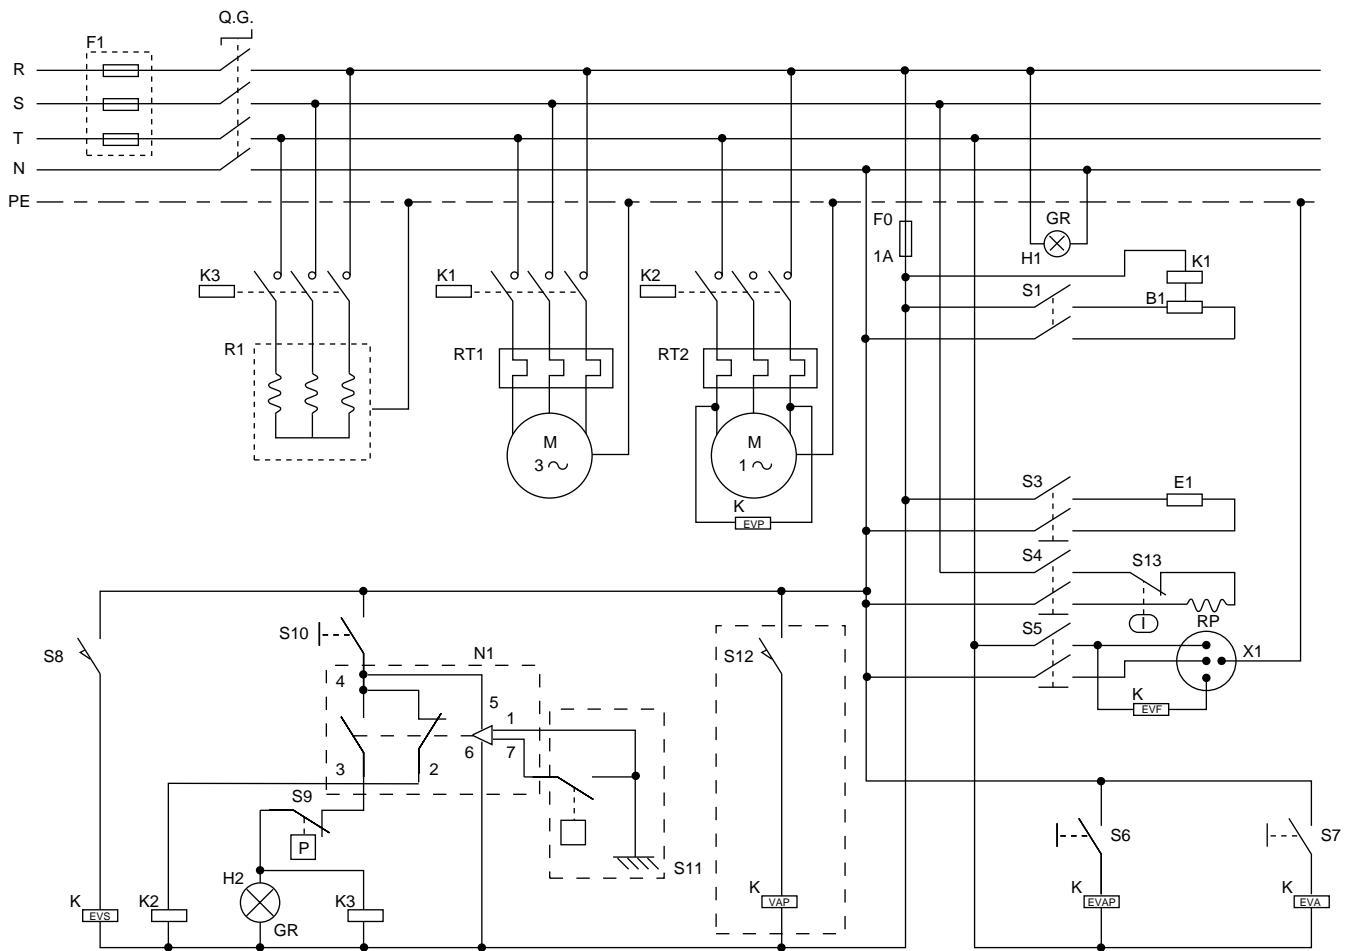 Q.G.
F1
R
S
T
N
PE
F0
1A
GR
H1
K1
B1
S1
K3
K1
K2
R1
RT1
RT2
M
3
M
1
K
EVP
S3
E1
S4
S13
I
RP
S5
X1
K
EVF
S8
S10
N1
4
5
1
6
7
3
2
S9
P
S12
S11
S6
S7
H2
GR
K
EVS
K2
K3
K
VAP
K
EVAP
K
EVA